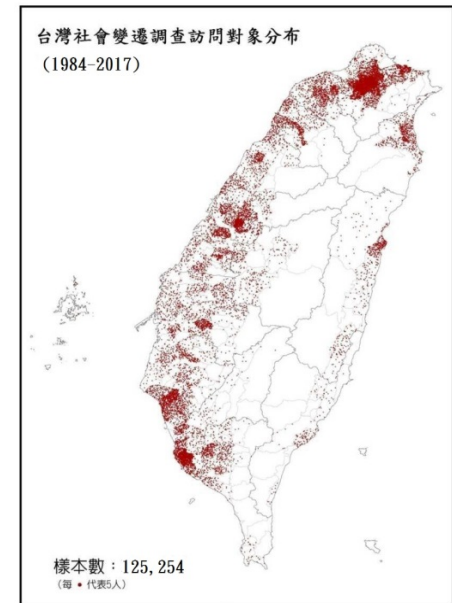 台灣社會變遷調查訪問對象分布
(1984-2017)
樣本數：125,254
(每 • 代表5人)